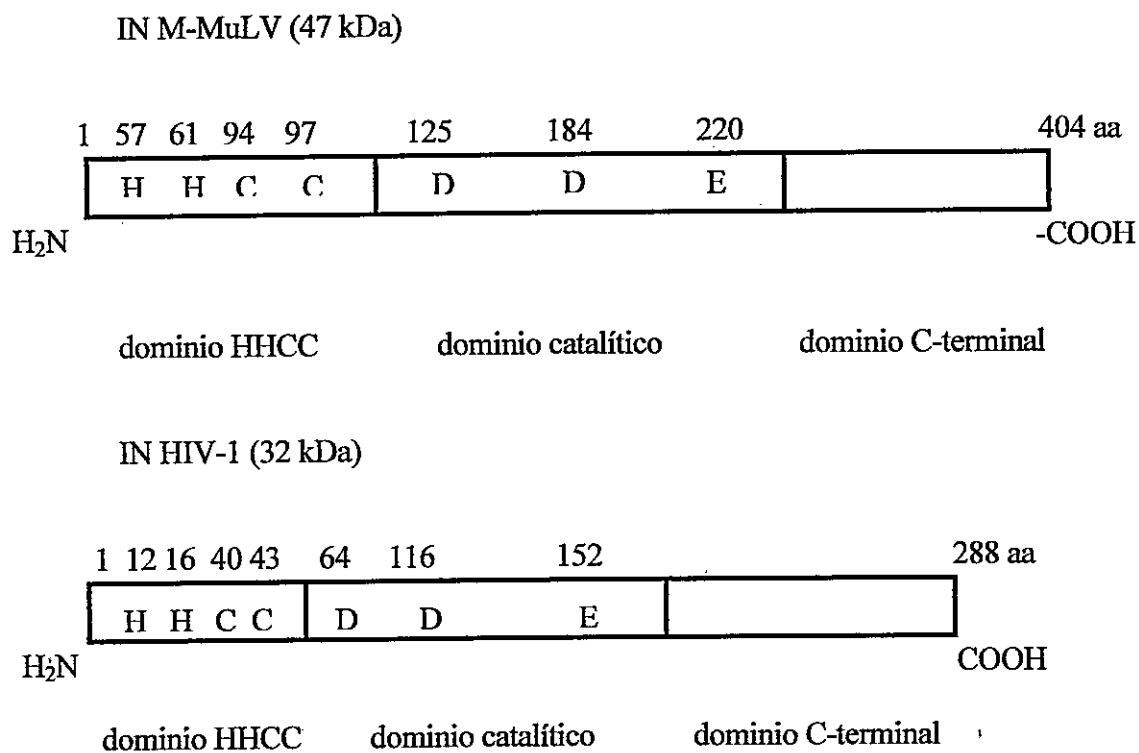 IN M-MuLV (47 kDa)
1 57 61 94 97 125 184 220 404 aa
H H C C D D E
H₂N -COOH
dominio HHCC dominio catalítico dominio C-terminal
IN HIV-1 (32 kDa)
1 12 16 40 43 64 116 152 288 aa
H H C C D D E
H₂N COOH
dominio HHCC dominio catalítico dominio C-terminal